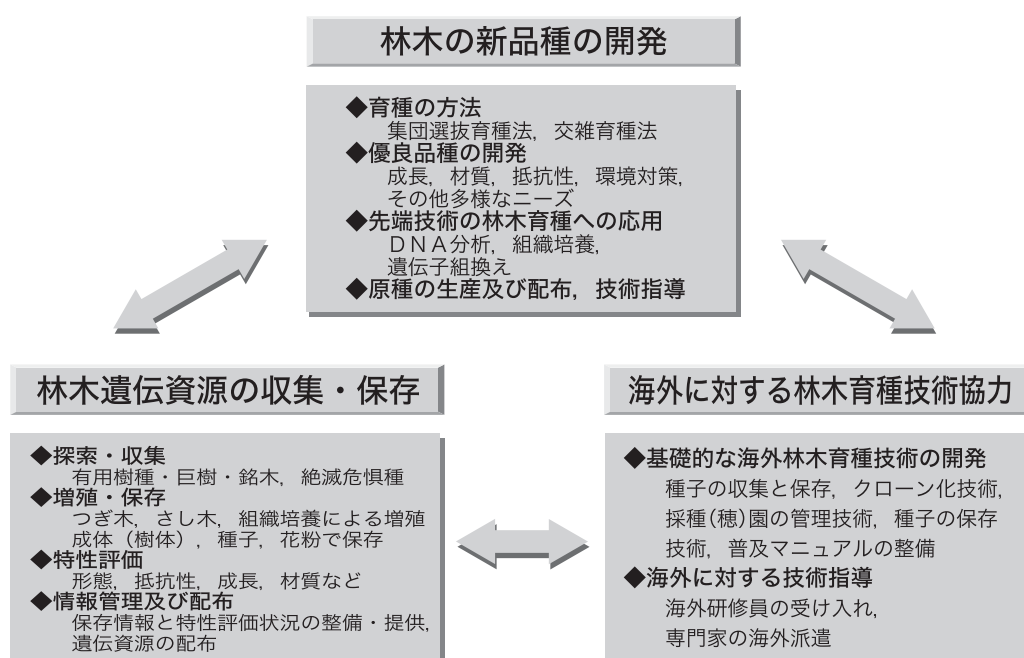 林木の新品種の開発
◆育種の方法
集団選抜育種法，交雑育種法
◆優良品種の開発
成長，材質，抵抗性，環境対策，
その他多様なニーズ
◆先端技術の林木育種への応用
ＤＮＡ分析，組織培養，
遺伝子組換え
◆原種の生産及び配布，技術指導
林木遺伝資源の収集・保存
◆探索・収集
有用樹種・巨樹・銘木，絶滅危惧種
◆増殖・保存
つぎ木，さし木，組織培養による増殖
成体（樹体），種子，花粉で保存
◆特性評価
形態，抵抗性，成長，材質など
◆情報管理及び配布
保存情報と特性評価状況の整備・提供，
遺伝資源の配布
海外に対する林木育種技術協力
◆基礎的な海外林木育種技術の開発
種子の収集と保存，クローン化技術，
採種（穂）園の管理技術，種子の保存
技術，普及マニュアルの整備
◆海外に対する技術指導
海外研修員の受け入れ，
専門家の海外派遣